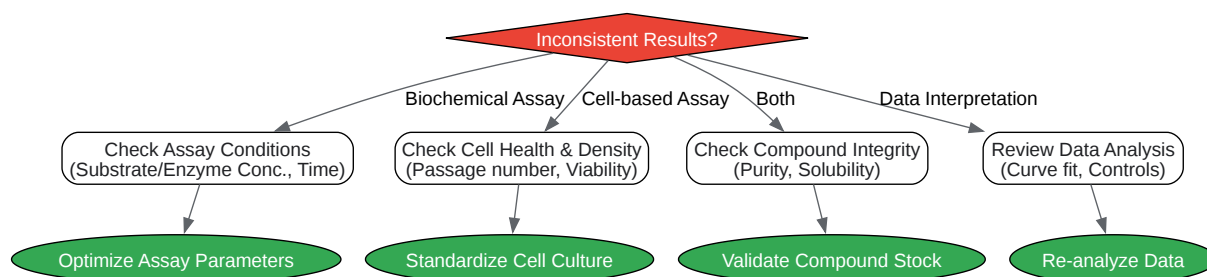 Inconsistent Results?
Biochemical Assay
Cell-based Assay
Both
Data Interpretation
Check Assay Conditions
(Substrate/Enzyme Conc., Time)
Check Cell Health & Density
(Passage number, Viability)
Check Compound Integrity
(Purity, Solubility)
Review Data Analysis
(Curve fit, Controls)
Optimize Assay Parameters
Standardize Cell Culture
Validate Compound Stock
Re-analyze Data